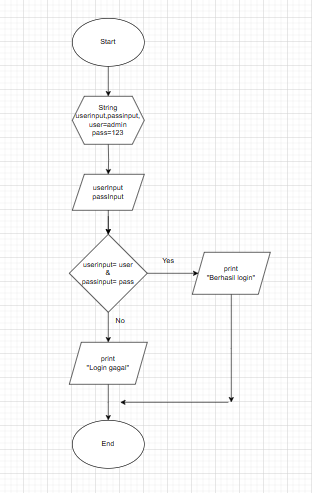 Start
String
userinput,passinput,
user=admin
pass=123
userInput
passInput
userinput= user
&
passinput= pass
Yes
print
"Berhasil login"
No
print
"Login gagal"
End